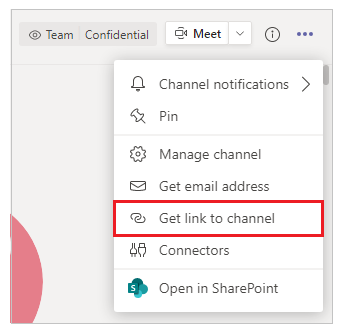 Team Confidential Meet
Channel notifications
Pin
Manage channel
Get email address
Get link to channel
Connectors
S Open in SharePoint